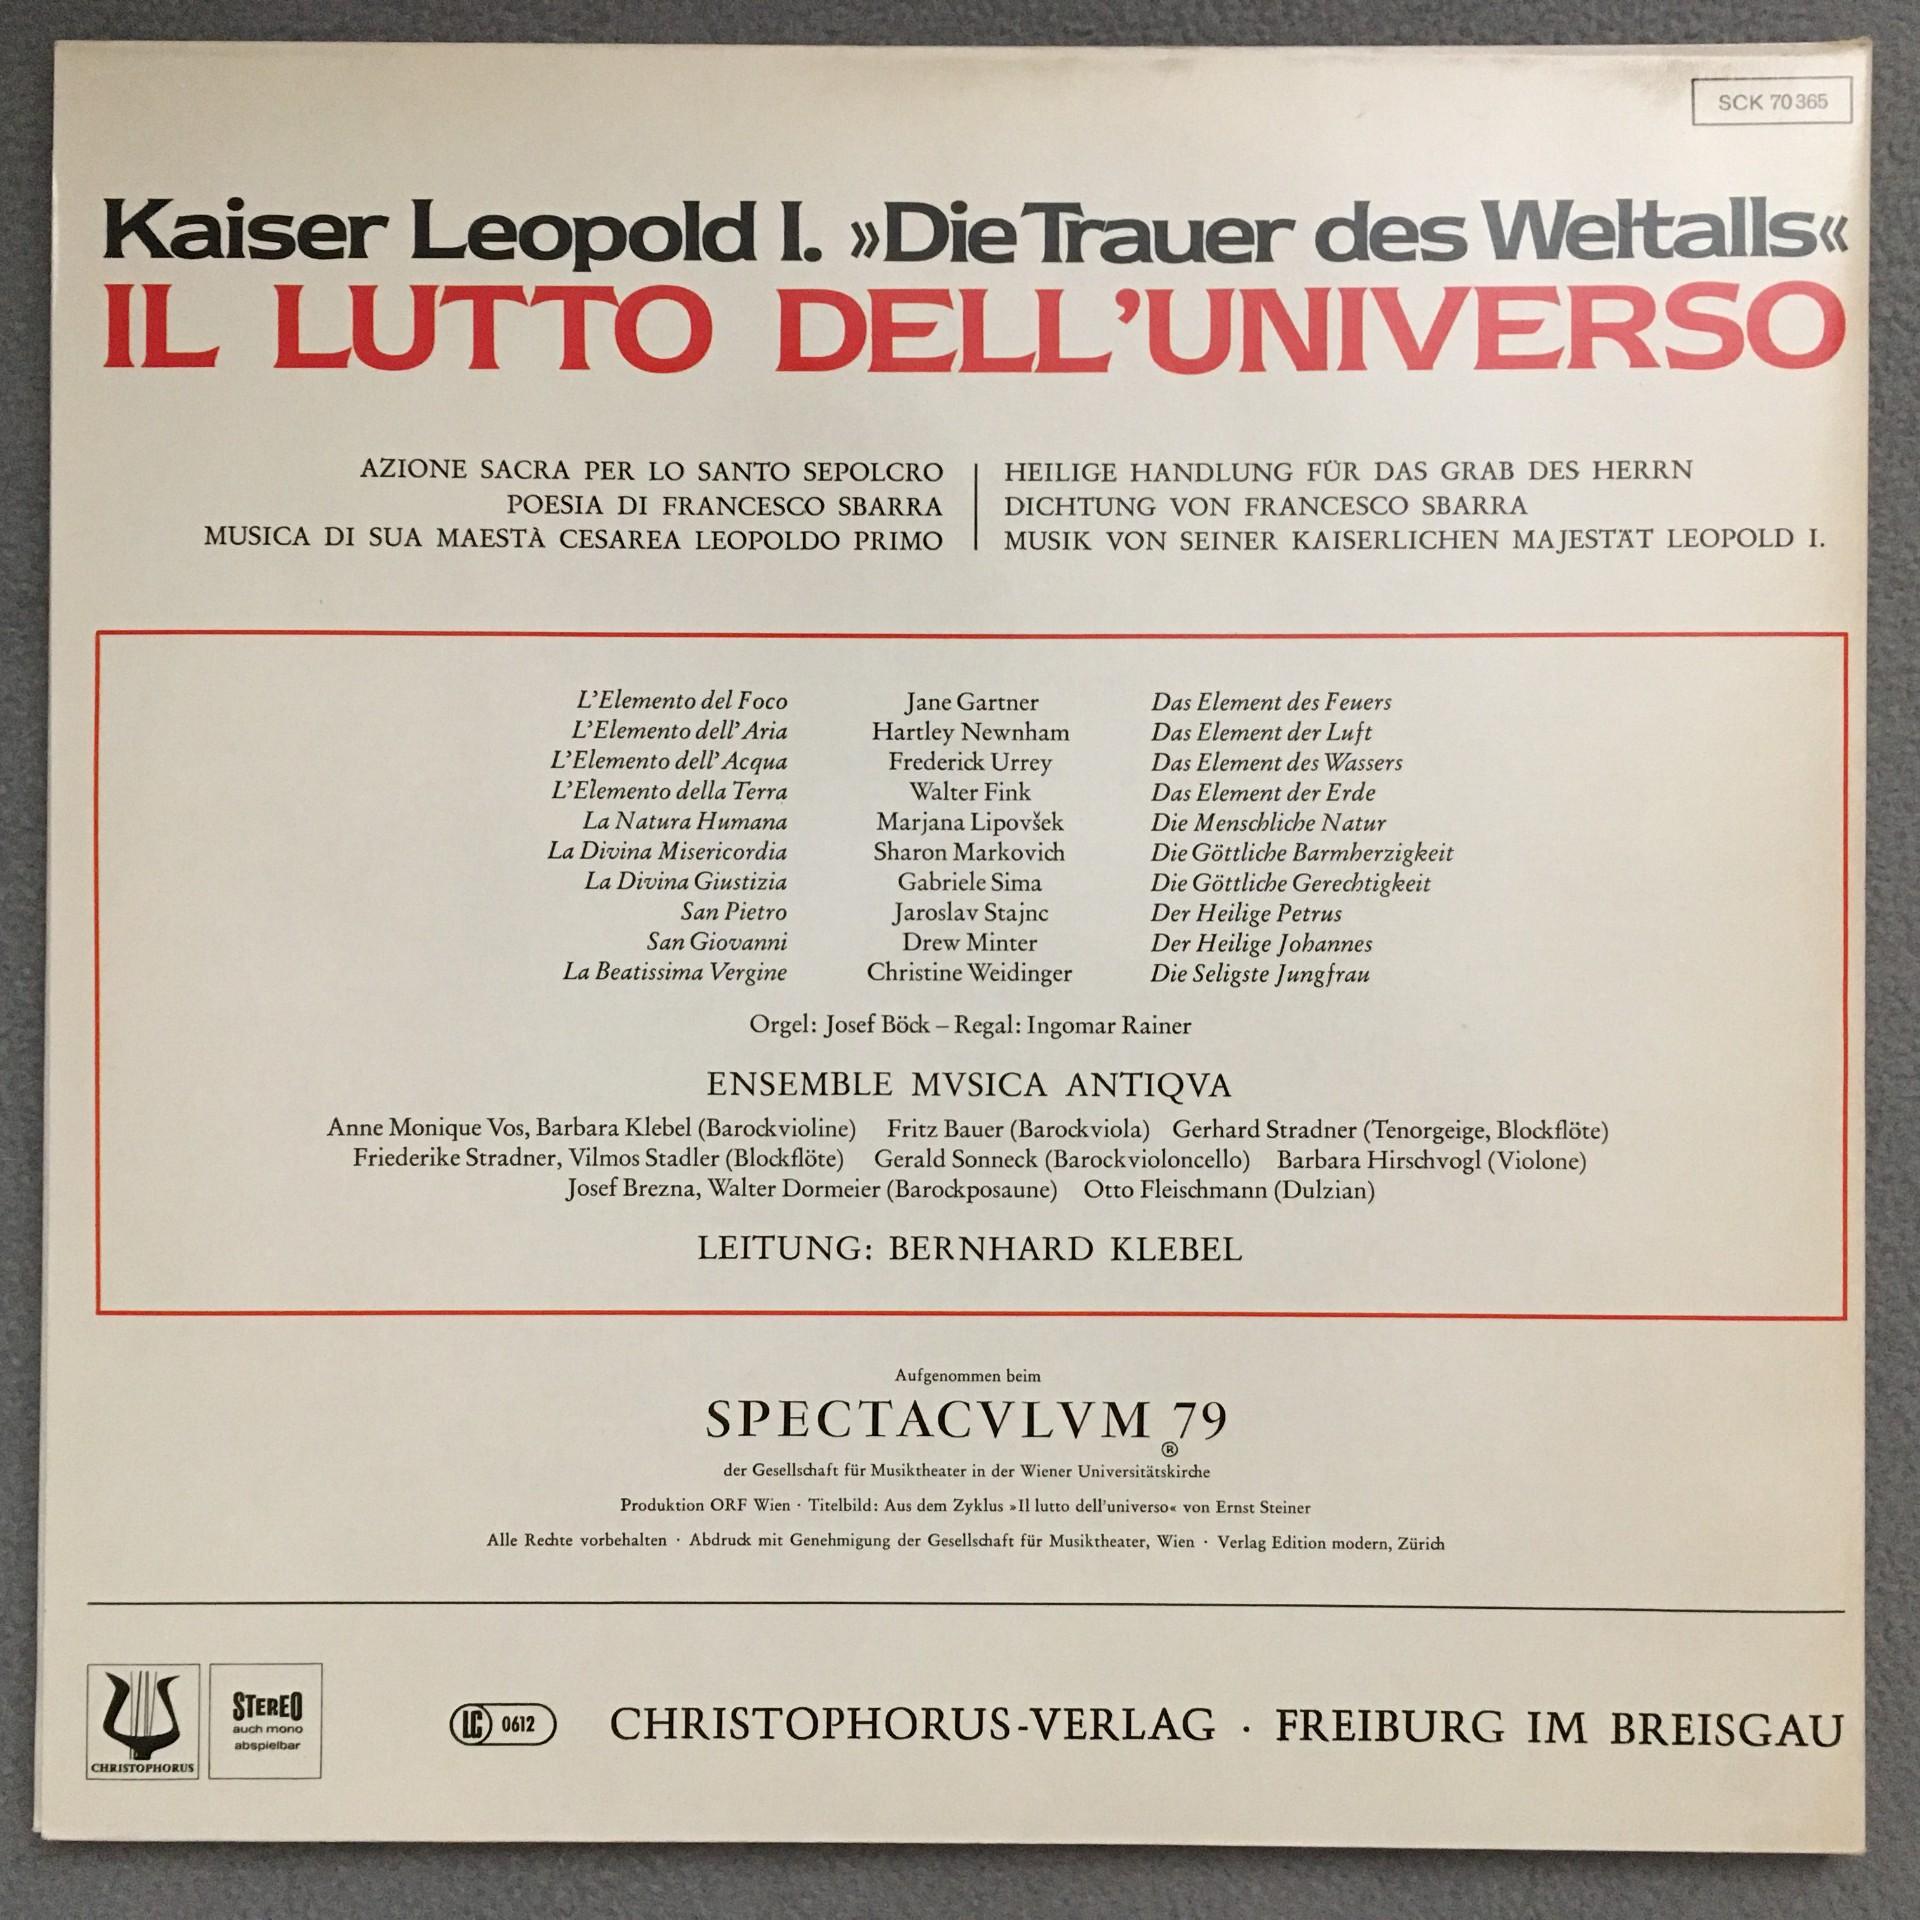 SCK 70365
Kaiser Leopold I. »Die Trauer des Weltalls«
IL LUTTO DELL'UNIVERSO
AZIONE SACRA PER LO SANTO SEPOLCRO
POESIA DI FRANCESCO SBARRA
MUSICA DI SUA MAESTÀ CESAREA LEOPOLDO PRIMO
HEILIGE HANDLUNG FÜR DAS GRAB DES HERRN
DICHTUNG VON FRANCESCO SBARRA
MUSIK VON SEINER KAISERLICHEN MAJESTÄT LEOPOLD I.
L'Elemento del Foco Jane Gartner Das Element des Feuers
L'Elemento dell'Aria Hartley Newnham Das Element der Luft
L'Elemento dell'Acqua Frederick Urrey Das Element des Wassers
L'Elemento della Terra Walter Fink Das Element der Erde
La Natura Humana Marjana Lipovšek Die Menschliche Natur
La Divina Misericordia Sharon Markovich Die Göttliche Barmherzigkeit
La Divina Giustizia Gabriele Sima Die Göttliche Gerechtigkeit
San Pietro Jaroslav Stajnc Der Heilige Petrus
San Giovanni Drew Minter Der Heilige Johannes
La Beatissima Vergine Christine Weidinger Die Seligste Jungfrau
Orgel: Josef Böck – Regal: Ingomar Rainer
ENSEMBLE MVSICA ANTIQVA
Anne Monique Vos, Barbara Klebel (Barockvioline) Fritz Bauer (Barockviola) Gerhard Stradner (Tenorgeige, Blockflöte)
Friederike Stradner, Vilmos Stadler (Blockflöte) Gerald Sonneck (Barockvioloncello) Barbara Hirschvogl (Violone)
Josef Brezna, Walter Dormeier (Barockposaune) Otto Fleischmann (Dulzian)
LEITUNG: BERNHARD KLEBEL
Aufgenommen beim
SPECTACVLVM ® 79
der Gesellschaft für Musiktheater in der Wiener Universitätskirche
Produktion ORF Wien · Titelbild: Aus dem Zyklus »Il lutto dell'universo« von Ernst Steiner
Alle Rechte vorbehalten · Abdruck mit Genehmigung der Gesellschaft für Musiktheater, Wien · Verlag Edition modern, Zürich
CHRISTOPHORUS
STEREO
auch mono
abspielbar
LC 0612
CHRISTOPHORUS-VERLAG · FREIBURG IM BREISGAU